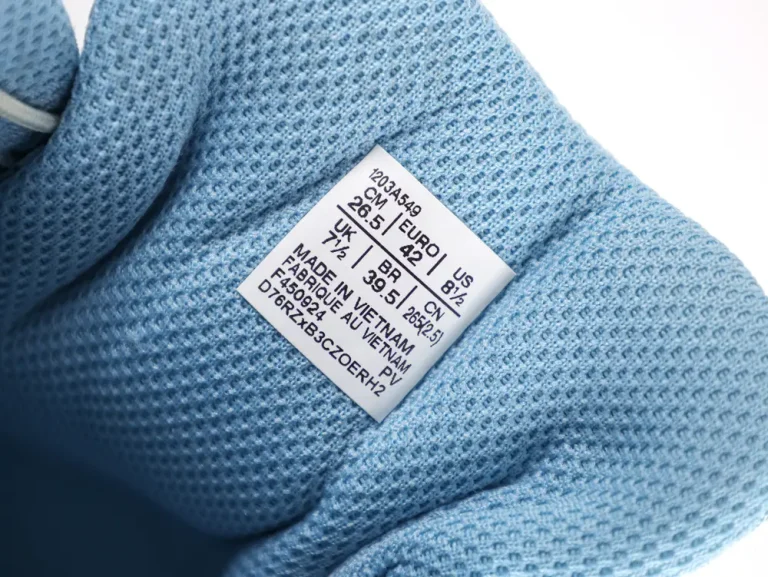 1203A549
CM | EURO | US
26.5 | 42 | 8½
UK | BR | CN
7½ | 39.5 | 265(2.5)
MADE IN VIETNAM
FABRIQUE AU VIETNAM
F450924 PV
D76RZxB3CZOERH2